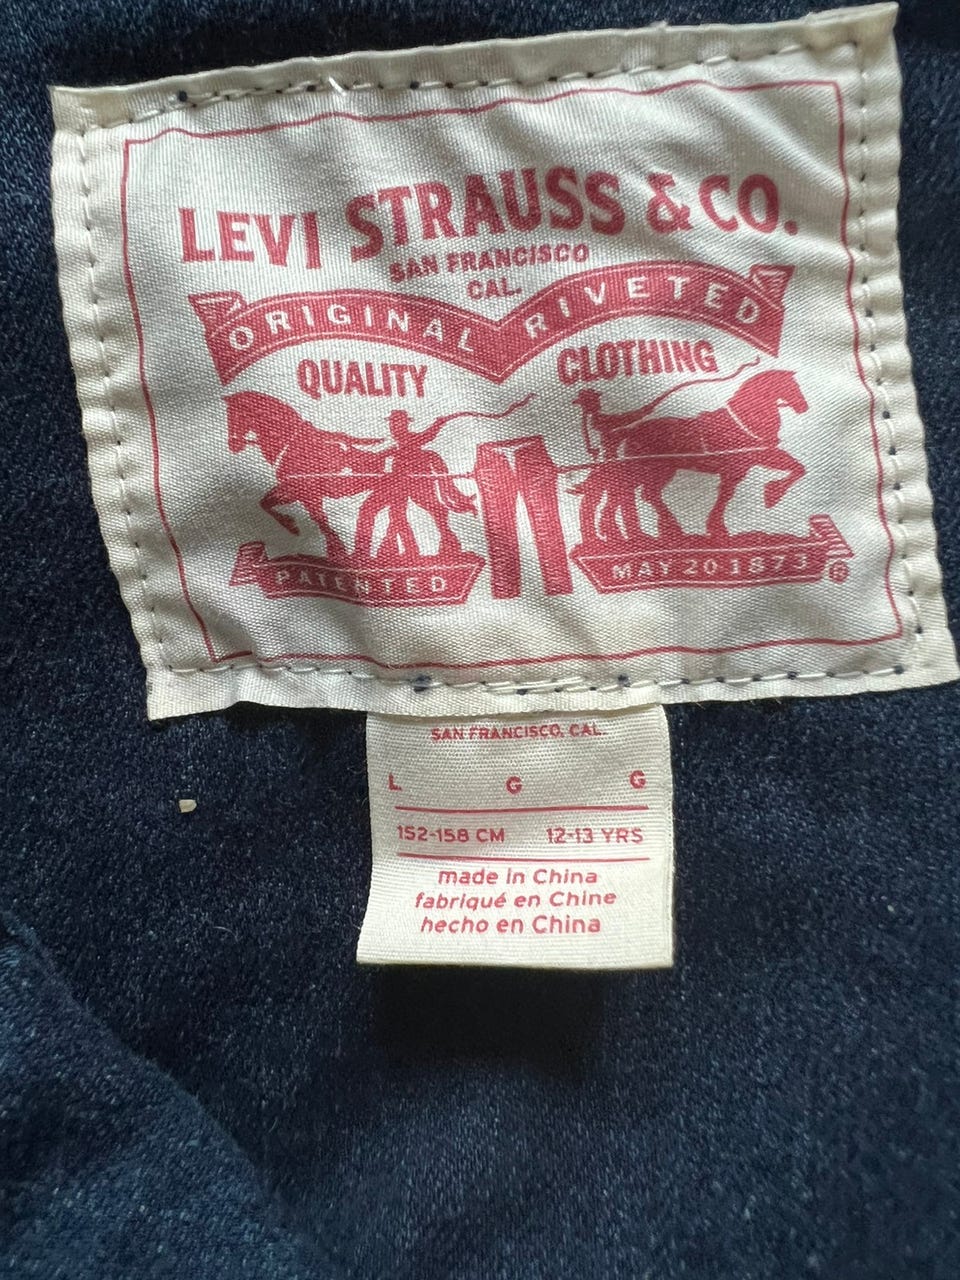 LEVI STRAUSS & CO.
SAN FRANCISCO
CAL.
ORIGINAL RIVETED
QUALITY CLOTHING
PATENTED MAY 20 1873 ®
SAN FRANCISCO, CAL.
L G G
152-158 CM 12-13 YRS
made in China
fabriqué en Chine
hecho en China